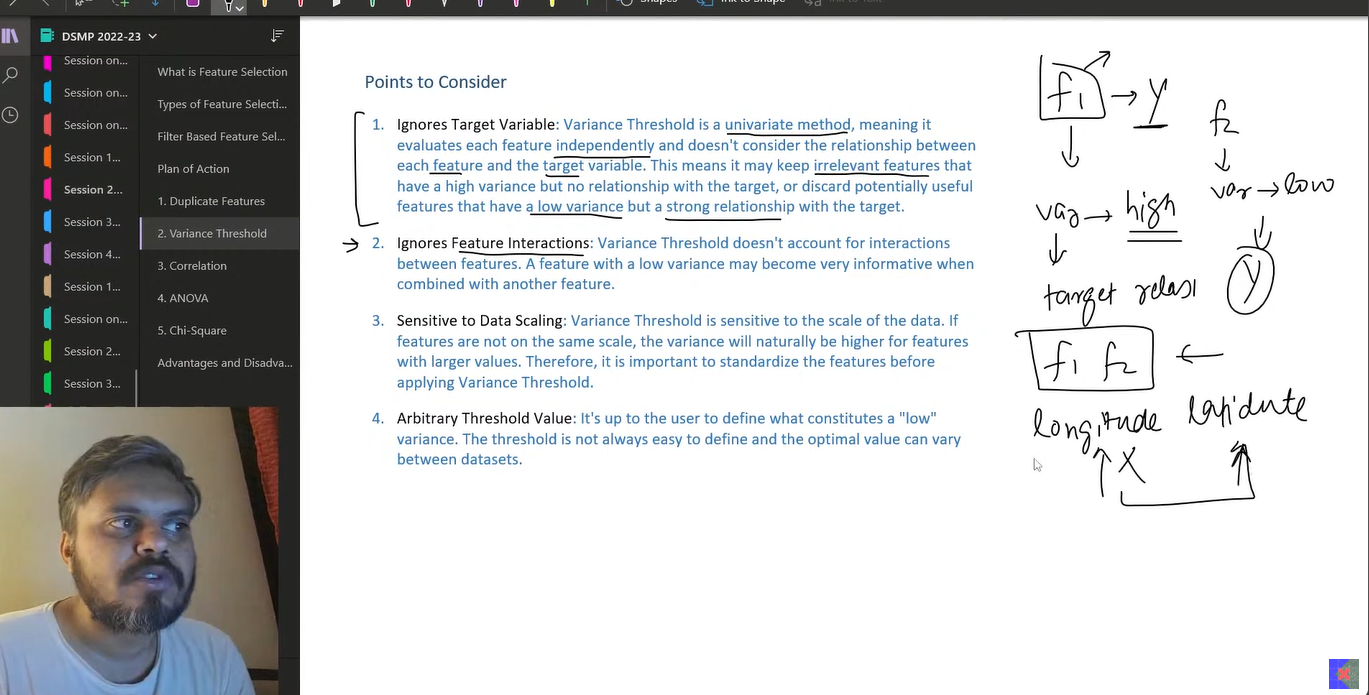 Shapes
Ink to Shape
Ink to Text
DSMP 2022-23
Session on...
Session on...
Session on...
Session 1...
Session 2...
Session 3...
Session 4...
Session 1...
Session on...
Session 2...
Session 3...
What is Feature Selection
Types of Feature Selecti...
Filter Based Feature Sel...
Plan of Action
1. Duplicate Features
2. Variance Threshold
3. Correlation
4. ANOVA
5. Chi-Square
Advantages and Disadva...
Points to Consider
1. Ignores Target Variable: Variance Threshold is a univariate method, meaning it
evaluates each feature independently and doesn't consider the relationship between
each feature and the target variable. This means it may keep irrelevant features that
have a high variance but no relationship with the target, or discard potentially useful
features that have a low variance but a strong relationship with the target.
2. Ignores Feature Interactions: Variance Threshold doesn't account for interactions
between features. A feature with a low variance may become very informative when
combined with another feature.
3. Sensitive to Data Scaling: Variance Threshold is sensitive to the scale of the data. If
features are not on the same scale, the variance will naturally be higher for features
with larger values. Therefore, it is important to standardize the features before
applying Variance Threshold.
4. Arbitrary Threshold Value: It's up to the user to define what constitutes a "low"
variance. The threshold is not always easy to define and the optimal value can vary
between datasets.
f1 → Y
f2
var → low
var → high
Y
target
f1 f2
longitude
X